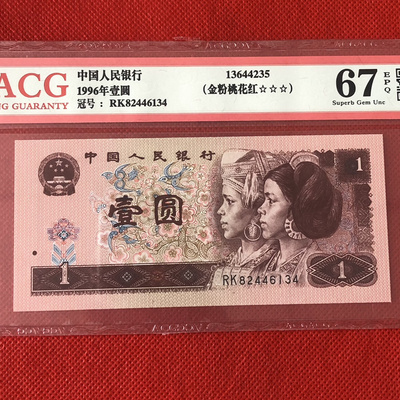 ACG
NG GUARANTY
中国人民银行
1996年壹圆
冠号：RK82446134
13644235
（金粉桃花红☆☆☆）
67 EPQ
Superb Gem Unc
中国人民银行
1
壹圆
1
1
RK82446134